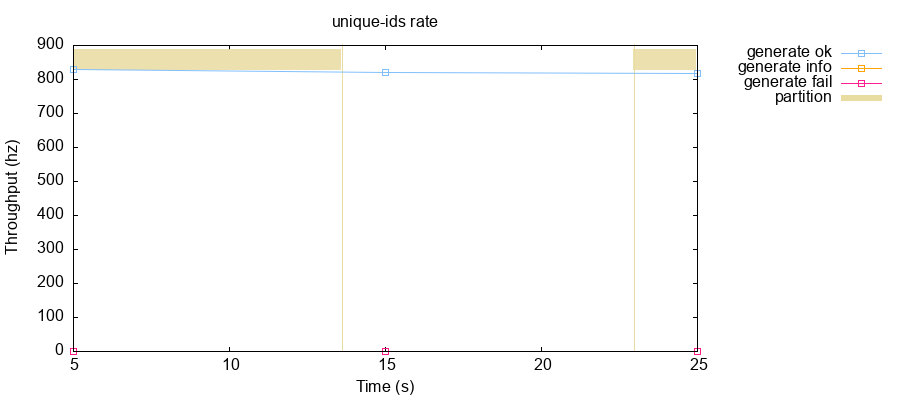 unique-ids rate
900
800
700
600
500
400
300
200
100
0
Throughput (hz)
5
10
15
20
25
Time (s)
generate ok
generate info
generate fail
partition